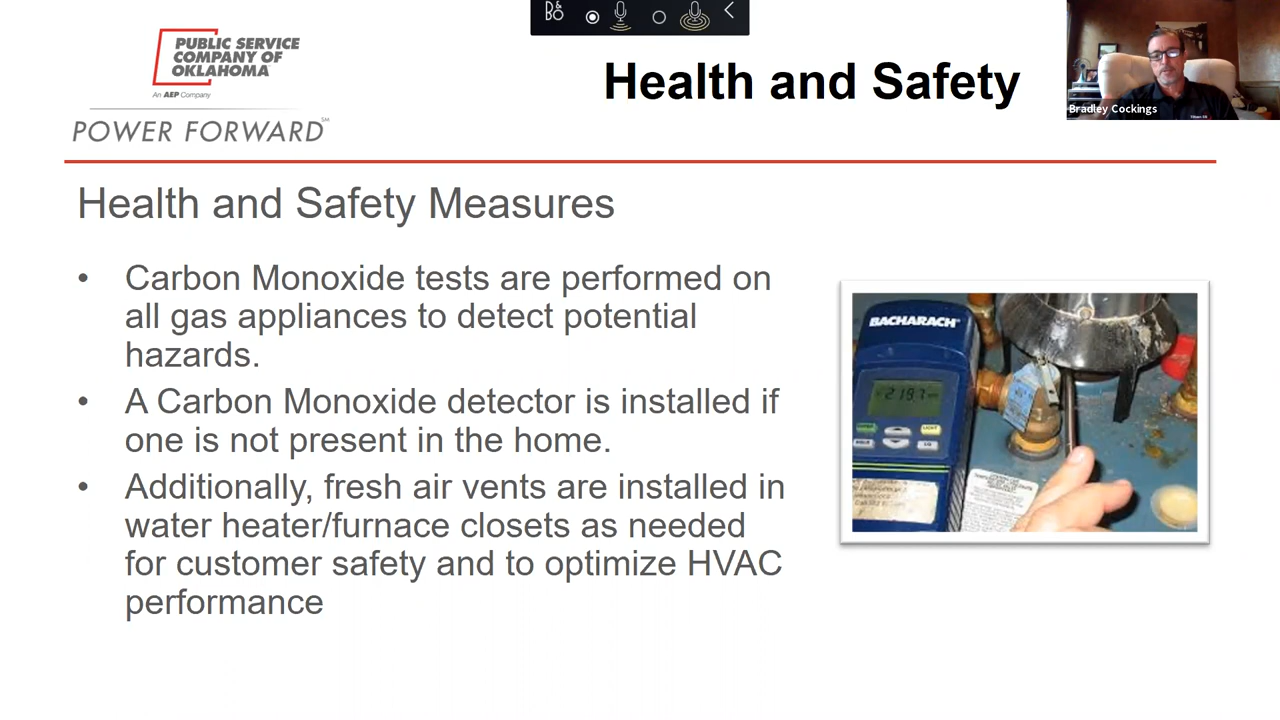 B&O
Bradley Cockings
PUBLIC SERVICE
COMPANY OF
OKLAHOMA
An AEP Company
POWER FORWARD℠
Health and Safety
Health and Safety Measures
• Carbon Monoxide tests are performed on
all gas appliances to detect potential
hazards.
• A Carbon Monoxide detector is installed if
one is not present in the home.
• Additionally, fresh air vents are installed in
water heater/furnace closets as needed
for customer safety and to optimize HVAC
performance
BACHARACH
LIGHT